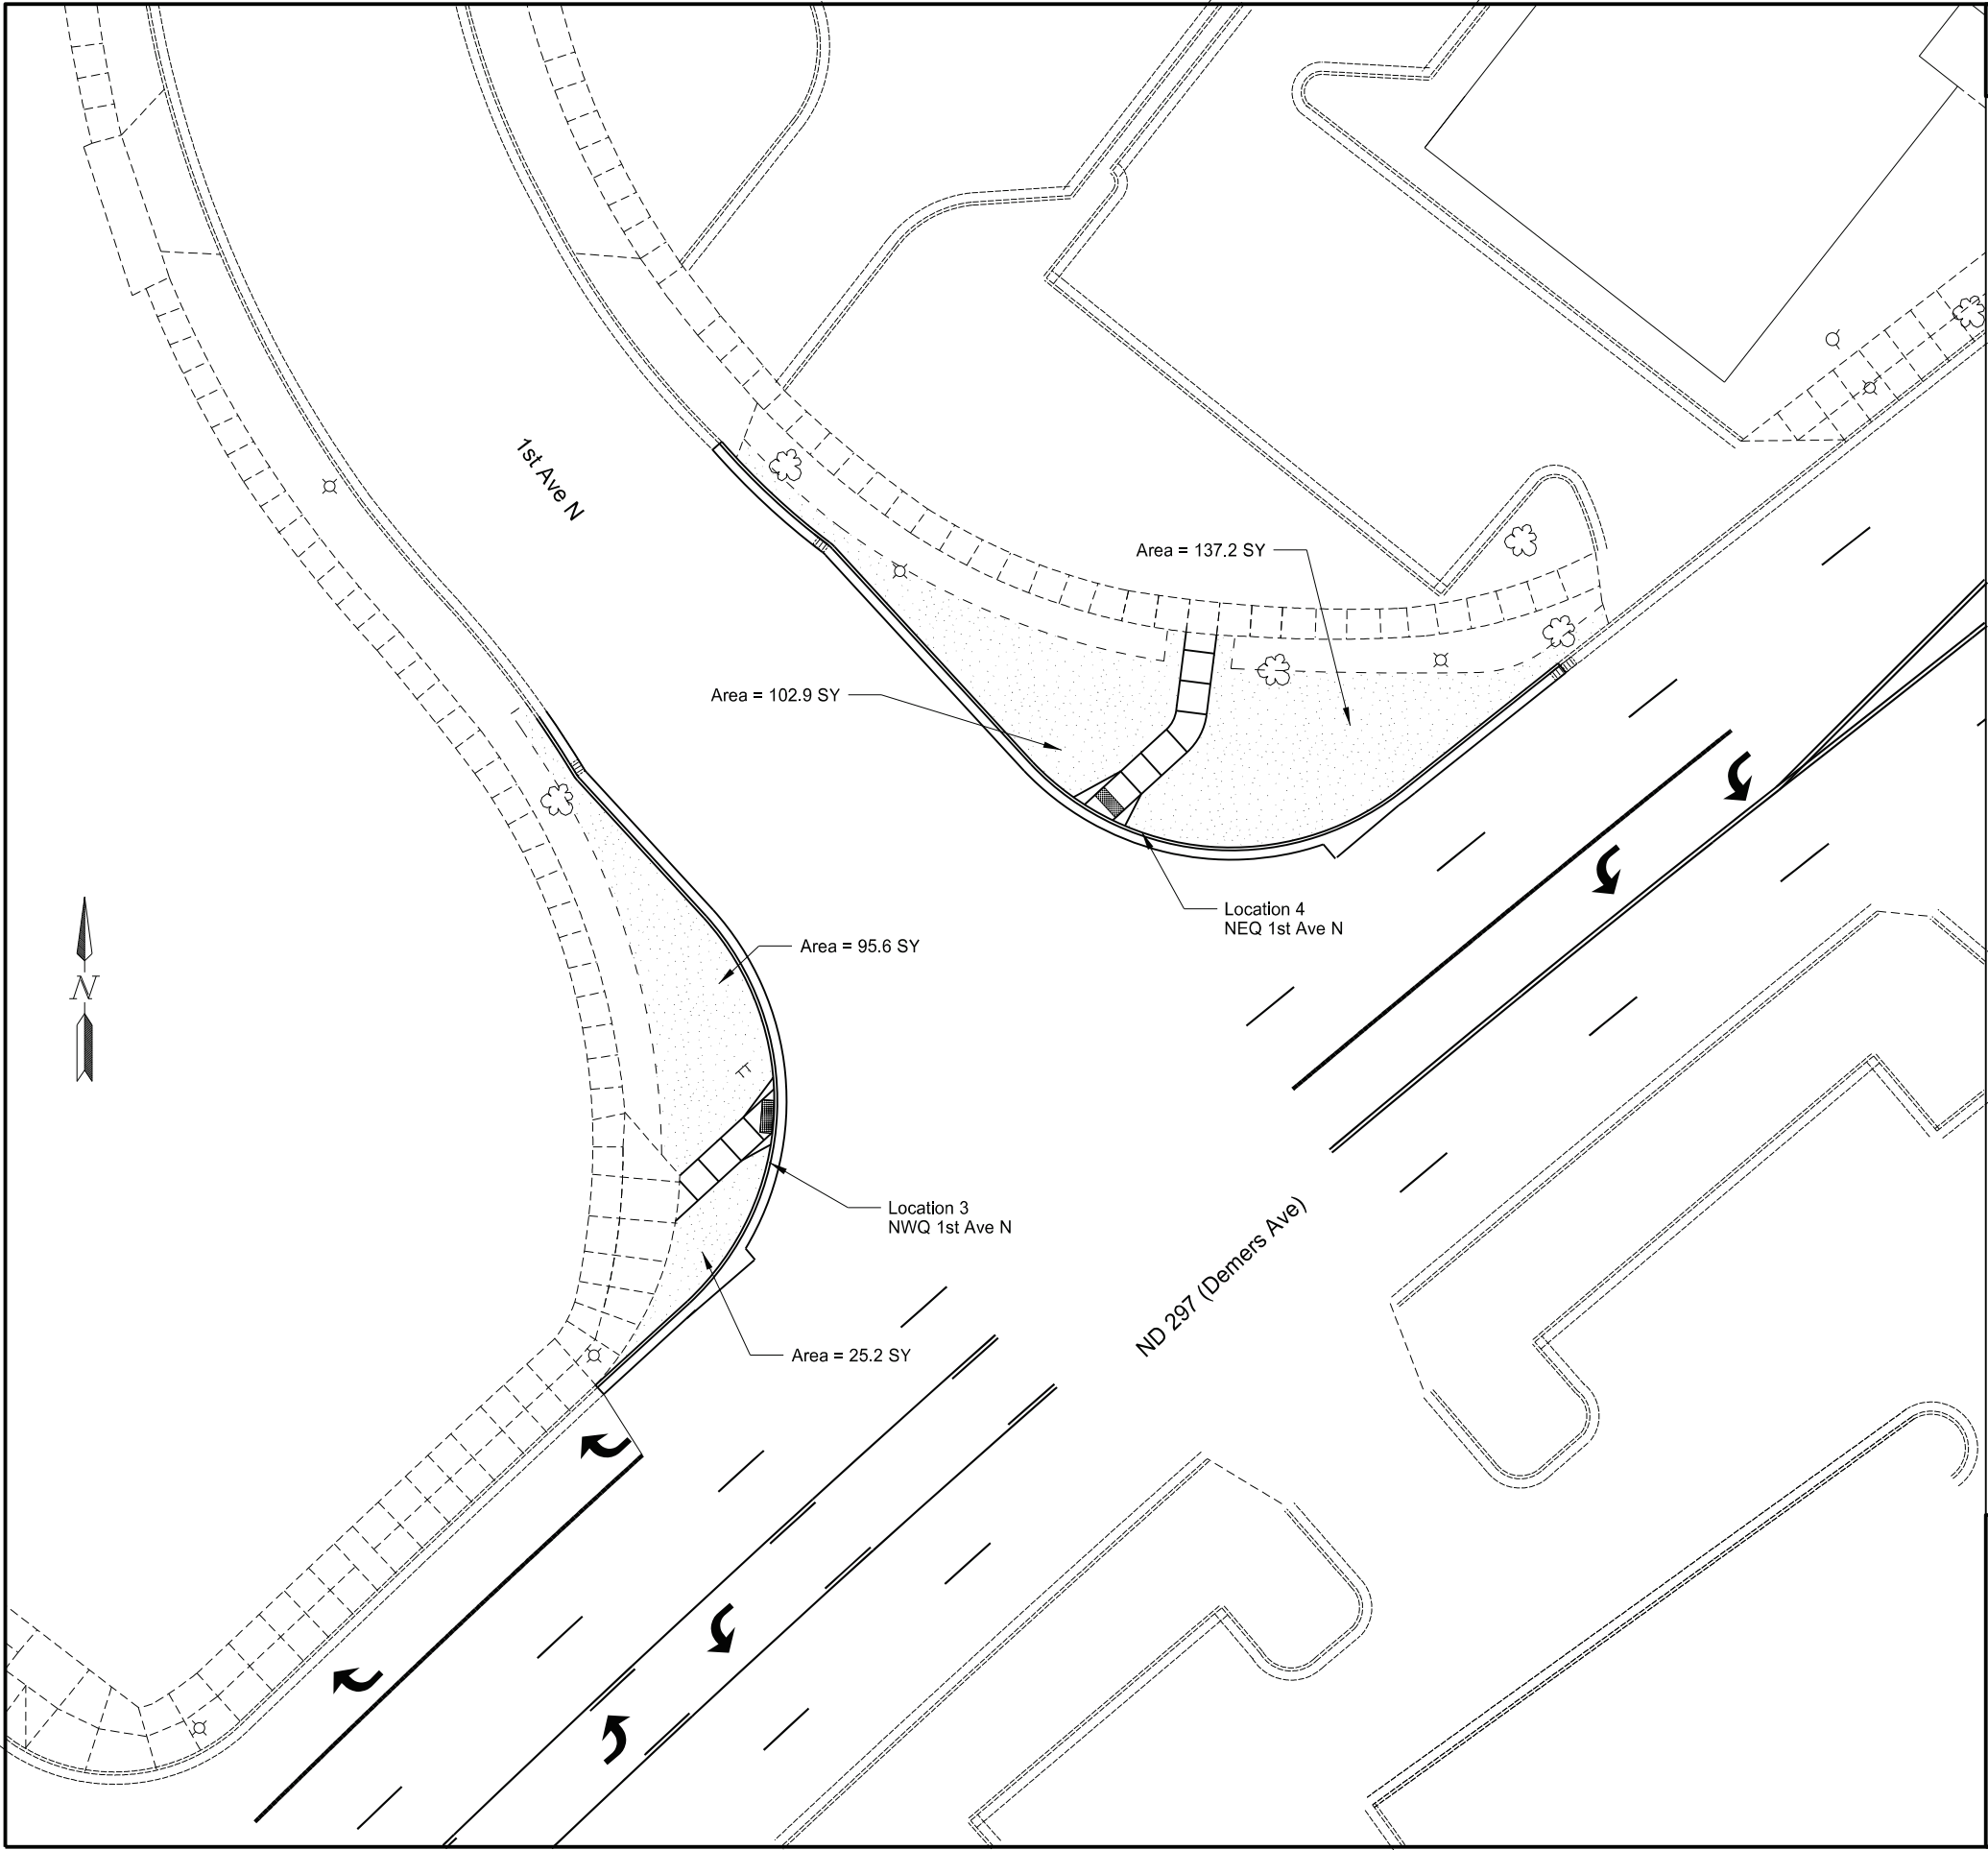 1st Ave N
Area = 137.2 SY
Area = 102.9 SY
Location 4
NEQ 1st Ave N
Area = 95.6 SY
N
Location 3
NWQ 1st Ave N
ND 297 (Demers Ave)
Area = 25.2 SY